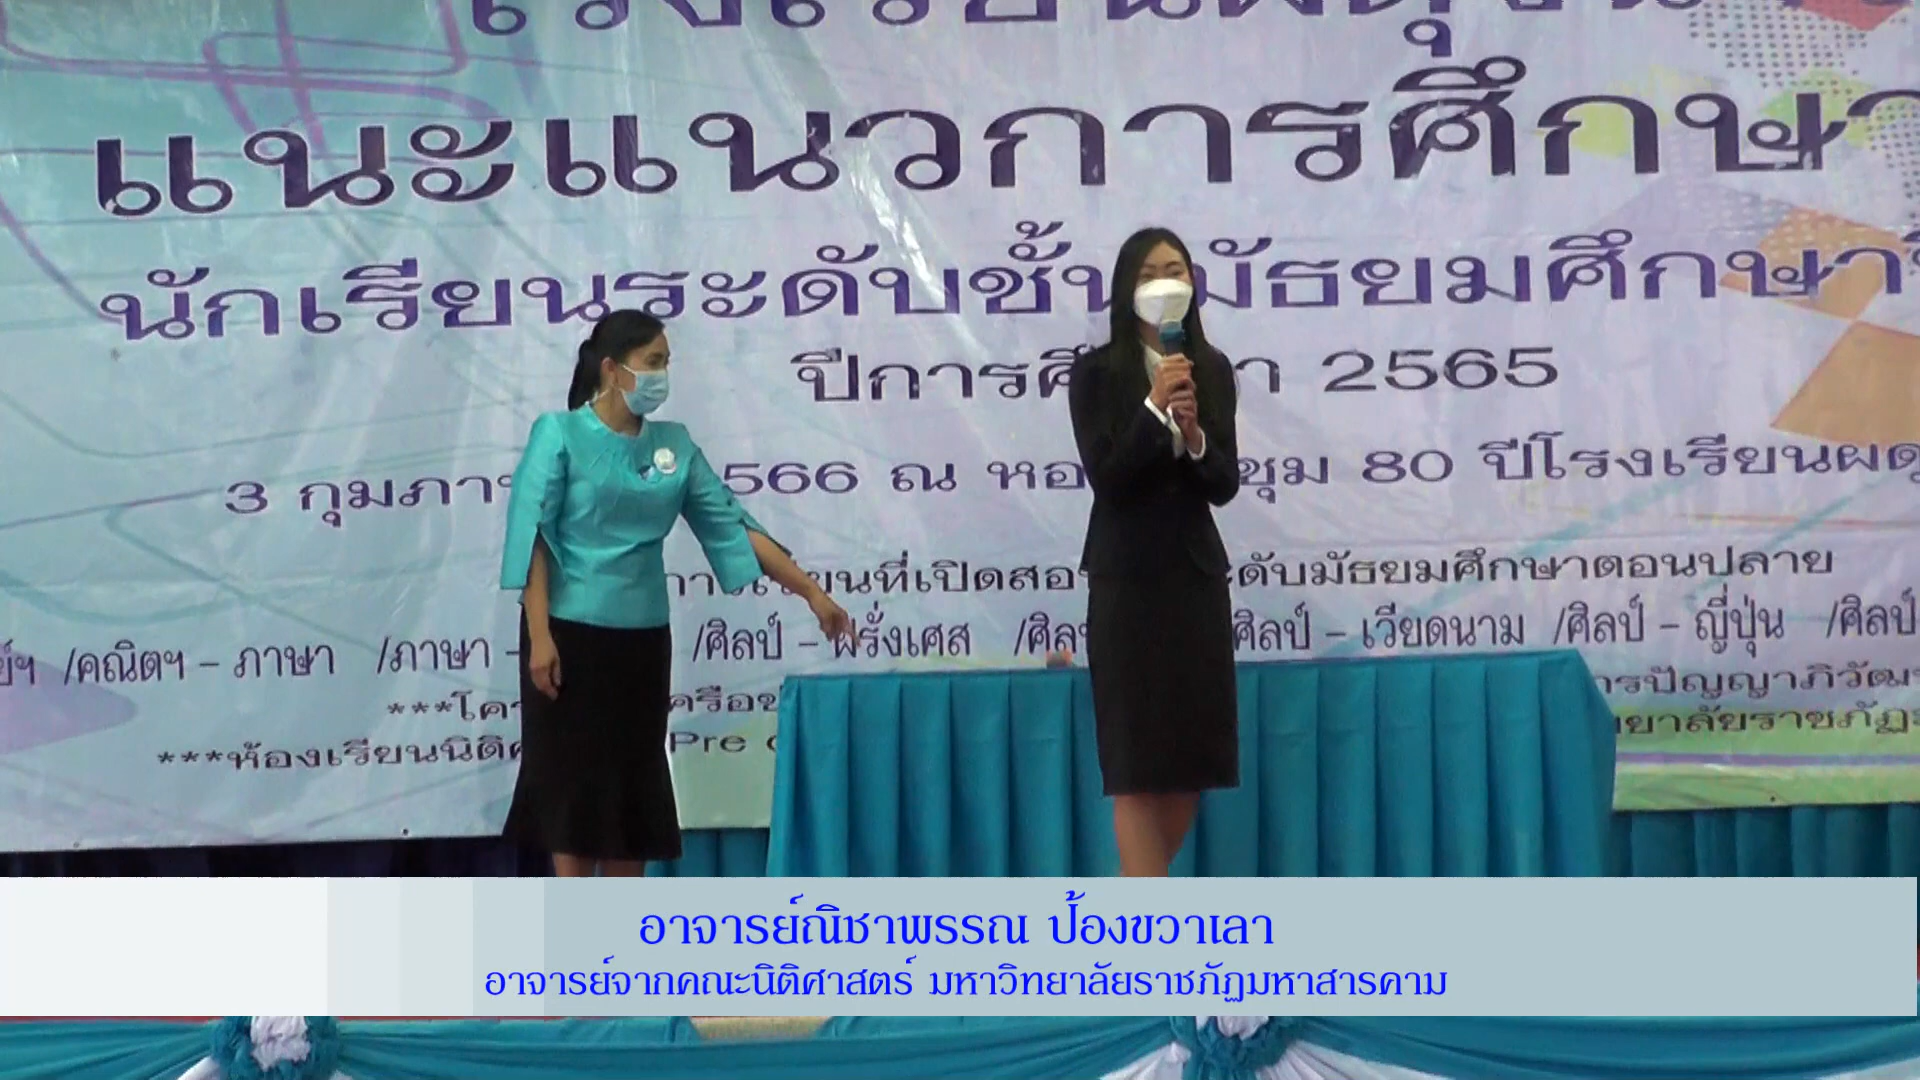 แนะแนวการศึกษา
นักเรียนระดับชั้นมัธยมศึกษา
ปีการศึ า 2565
3 กุมภา 566 ณ หอ ชุม 80 ปีโรงเรียนผดุ
นที่เปิดสอ ะดับมัธยมศึกษาตอนปลาย
/คณิตฯ – ภาษา /ภาษา – /ศิลป์ – ฝรั่งเศส /ศิลป ศิลป์ – เวียดนาม /ศิลป์ – ญี่ปุ่น /ศิลป์
***โค ครือข ารปัญญาภิวัฒ
***ห้องเรียนนิติ Pre ยาลัยราชภัฏ
อาจารย์ณิชาพรรณ ป้องขวาเลา
อาจารย์จากคณะนิติศาสตร์ มหาวิทยาลัยราชภัฏมหาสารคาม